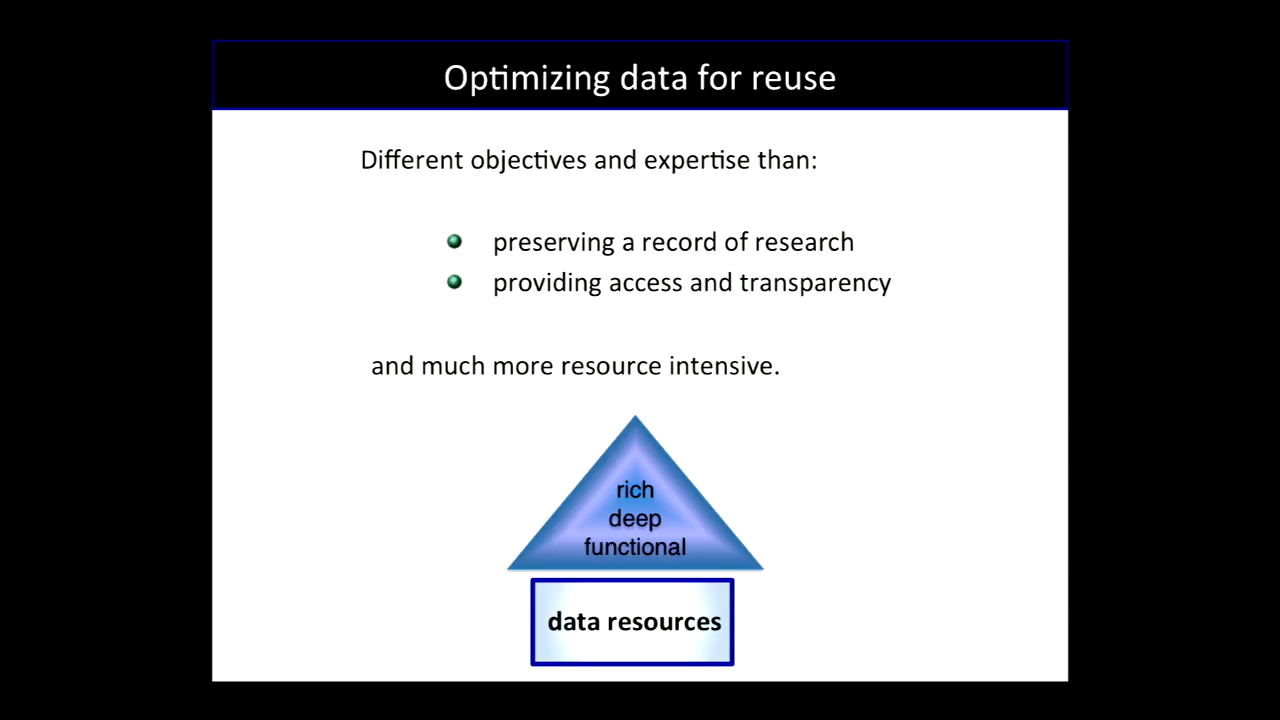 Optimizing data for reuse
Different objectives and expertise than:
preserving a record of research
providing access and transparency
and much more resource intensive.
rich
deep
functional
data resources